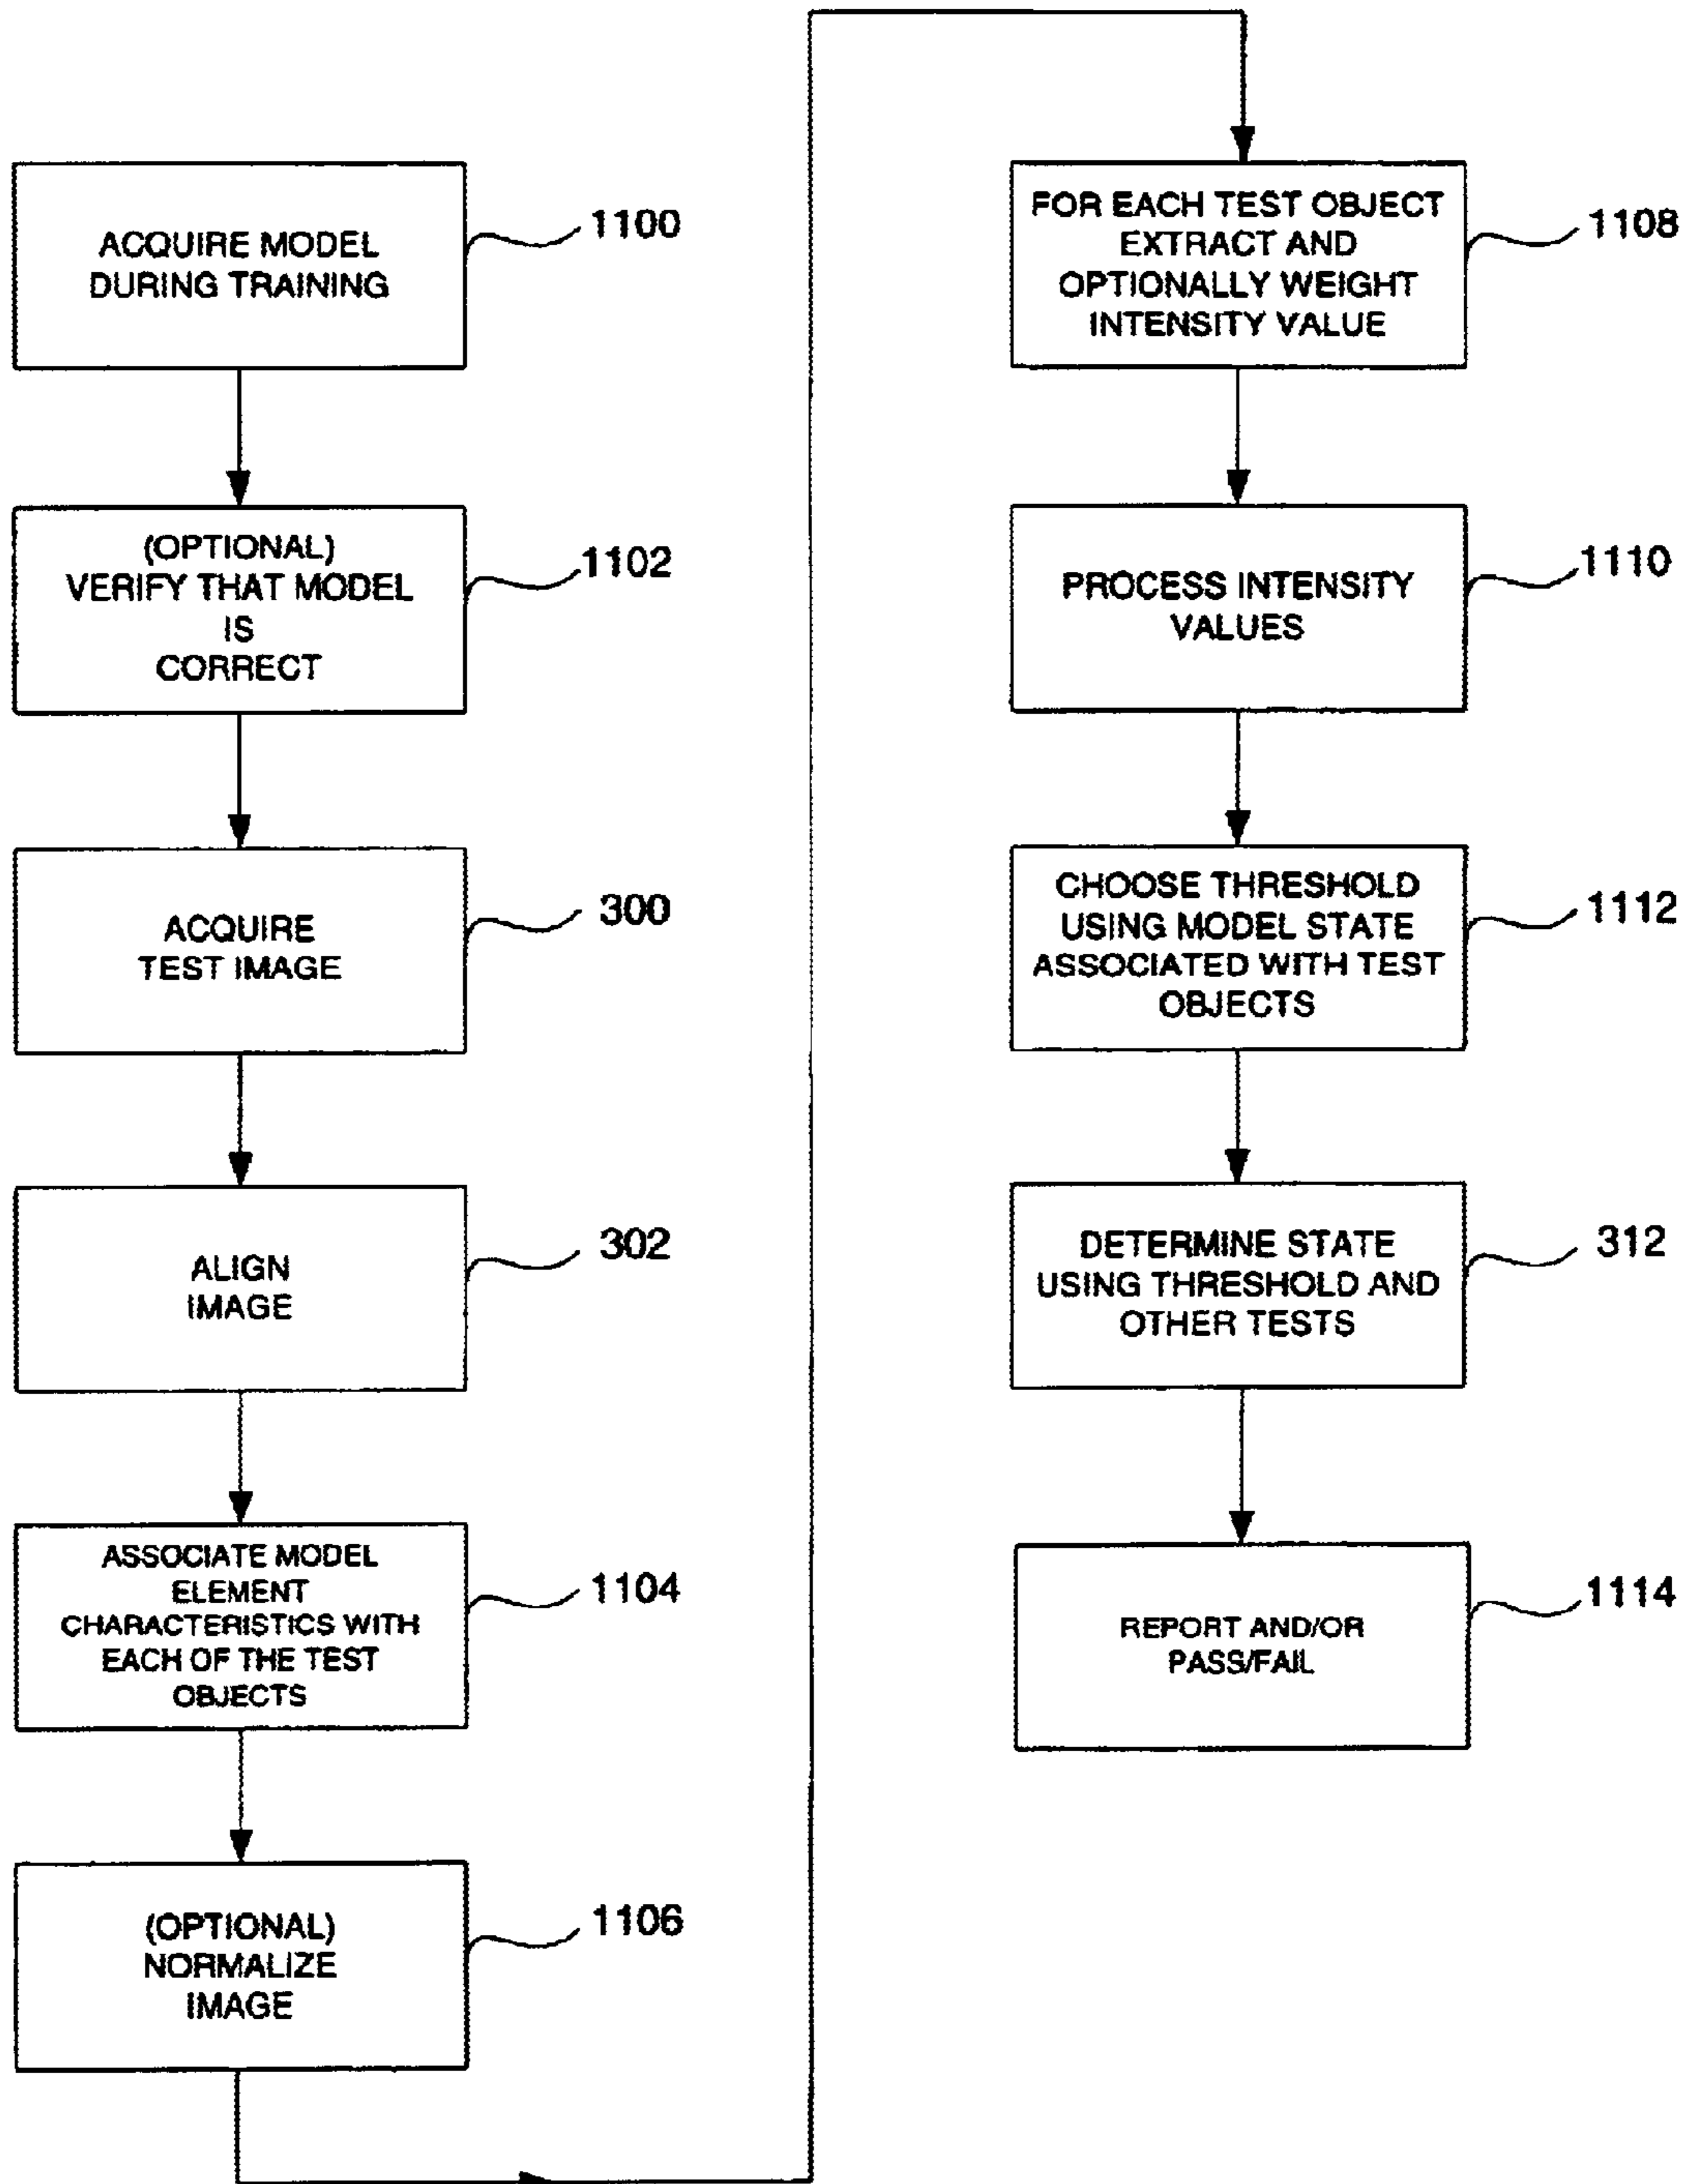 ACQUIRE MODEL
DURING TRAINING
1100
(OPTIONAL)
VERIFY THAT MODEL
IS
CORRECT
1102
ACQUIRE
TEST IMAGE
300
ALIGN
IMAGE
302
ASSOCIATE MODEL
ELEMENT
CHARACTERISTICS WITH
EACH OF THE TEST
OBJECTS
1104
(OPTIONAL)
NORMALIZE
IMAGE
1106
FOR EACH TEST OBJECT
EXTRACT AND
OPTIONALLY WEIGHT
INTENSITY VALUE
1108
PROCESS INTENSITY
VALUES
1110
CHOOSE THRESHOLD
USING MODEL STATE
ASSOCIATED WITH TEST
OBJECTS
1112
DETERMINE STATE
USING THRESHOLD AND
OTHER TESTS
312
REPORT AND/OR
PASS/FAIL
1114